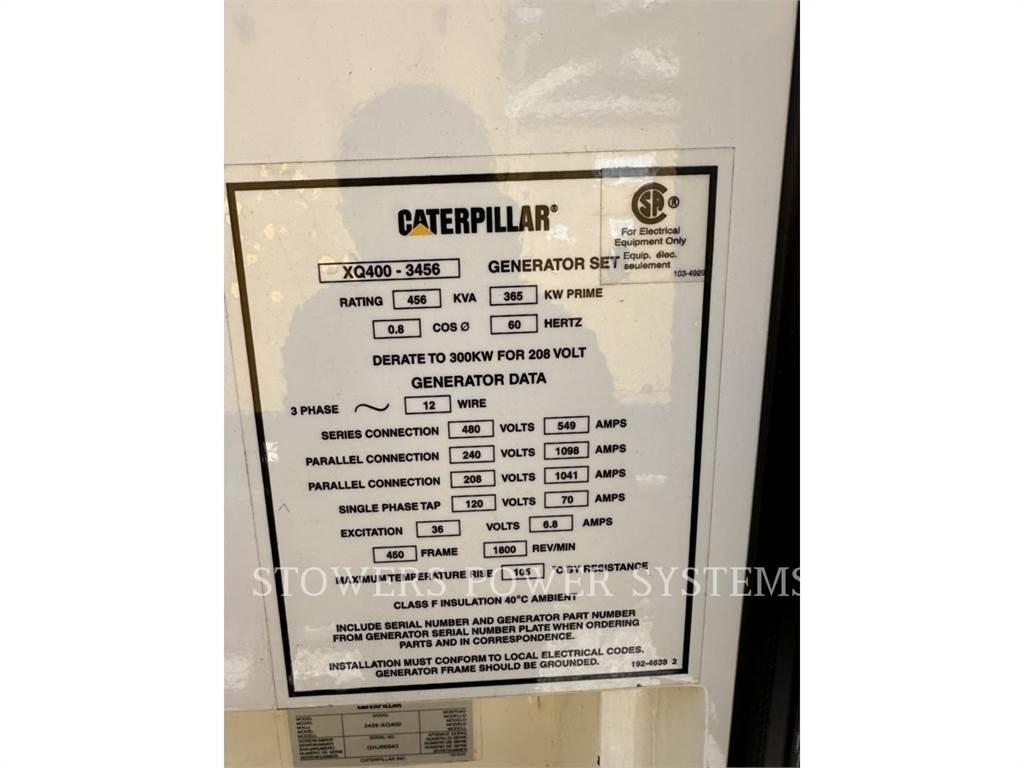 CATERPILLAR®
CSA ®
For Electrical
Equipment Only
Equip. élec.
seulement
103-4929
XQ400 - 3456 GENERATOR SET
RATING 456 KVA 365 KW PRIME
0.8 COS Ø 60 HERTZ
DERATE TO 300KW FOR 208 VOLT
GENERATOR DATA
3 PHASE 12 WIRE
SERIES CONNECTION 480 VOLTS 549 AMPS
PARALLEL CONNECTION 240 VOLTS 1098 AMPS
PARALLEL CONNECTION 208 VOLTS 1041 AMPS
SINGLE PHASE TAP 120 VOLTS 70 AMPS
EXCITATION 36 VOLTS 6.8 AMPS
450 FRAME 1800 REV/MIN
MAXIMUM TEMPERATURE RISE 105 °C BY RESISTANCE
STOWERS POWER SYSTEMS
CLASS F INSULATION 40°C AMBIENT
INCLUDE SERIAL NUMBER AND GENERATOR PART NUMBER
FROM GENERATOR SERIAL NUMBER PLATE WHEN ORDERING
PARTS AND IN CORRESPONDENCE.
INSTALLATION MUST CONFORM TO LOCAL ELECTRICAL CODES.
GENERATOR FRAME SHOULD BE GROUNDED.
192-4638 2
CATERPILLAR
MODEL
3456-XQ400
SERIAL NO.
CATERPILLAR INC.